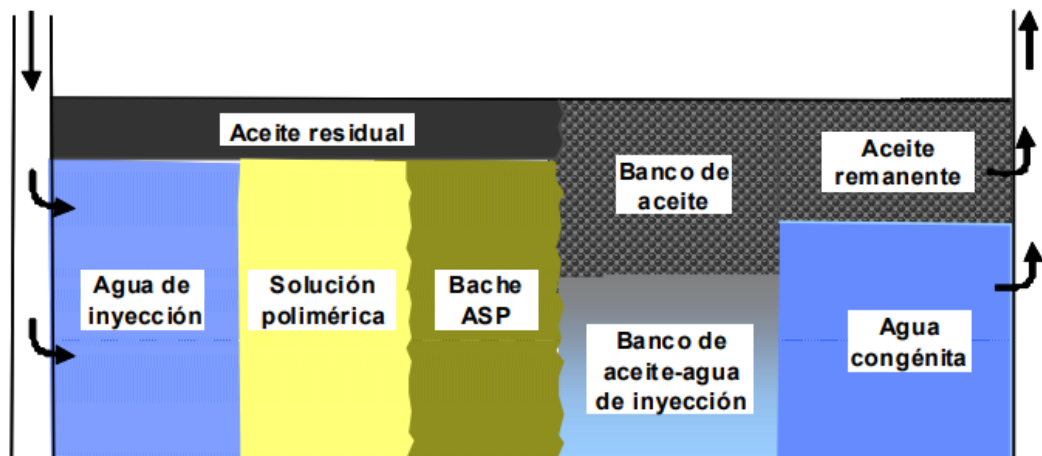 Aceite residual
Banco de
aceite
Aceite
remanente
Agua de
inyección
Solución
polimérica
Bache
ASP
Banco de
aceite-agua
de inyección
Agua
congénita